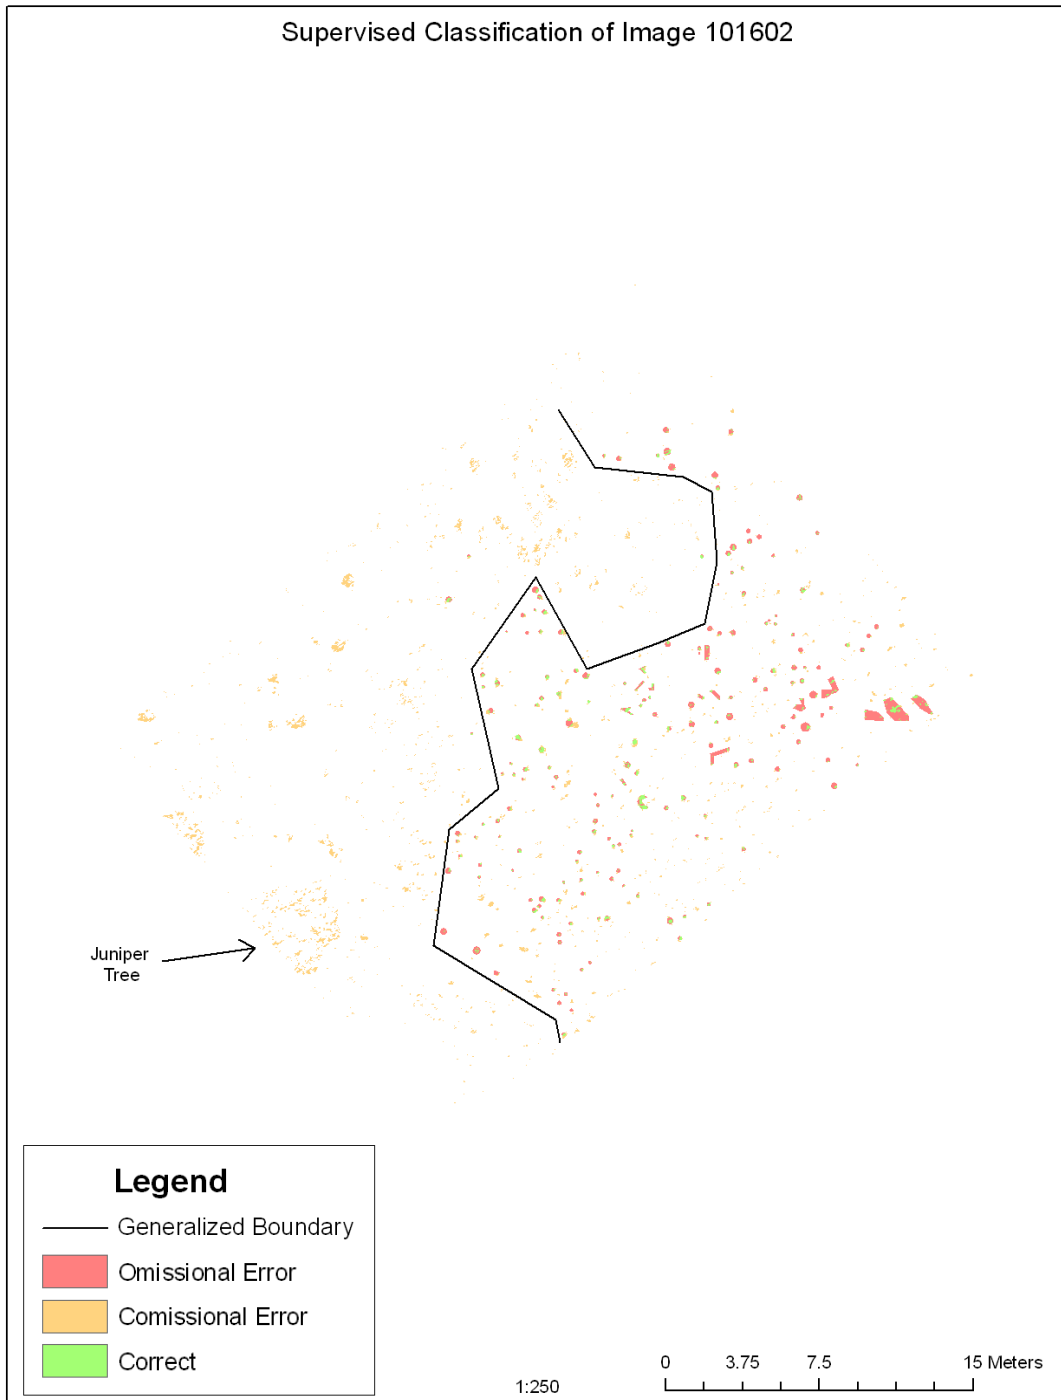 Supervised Classification of Image 101602
Juniper
Tree
Legend
Generalized Boundary
Omissional Error
Comissional Error
Correct
1:250
0 3.75 7.5 15 Meters